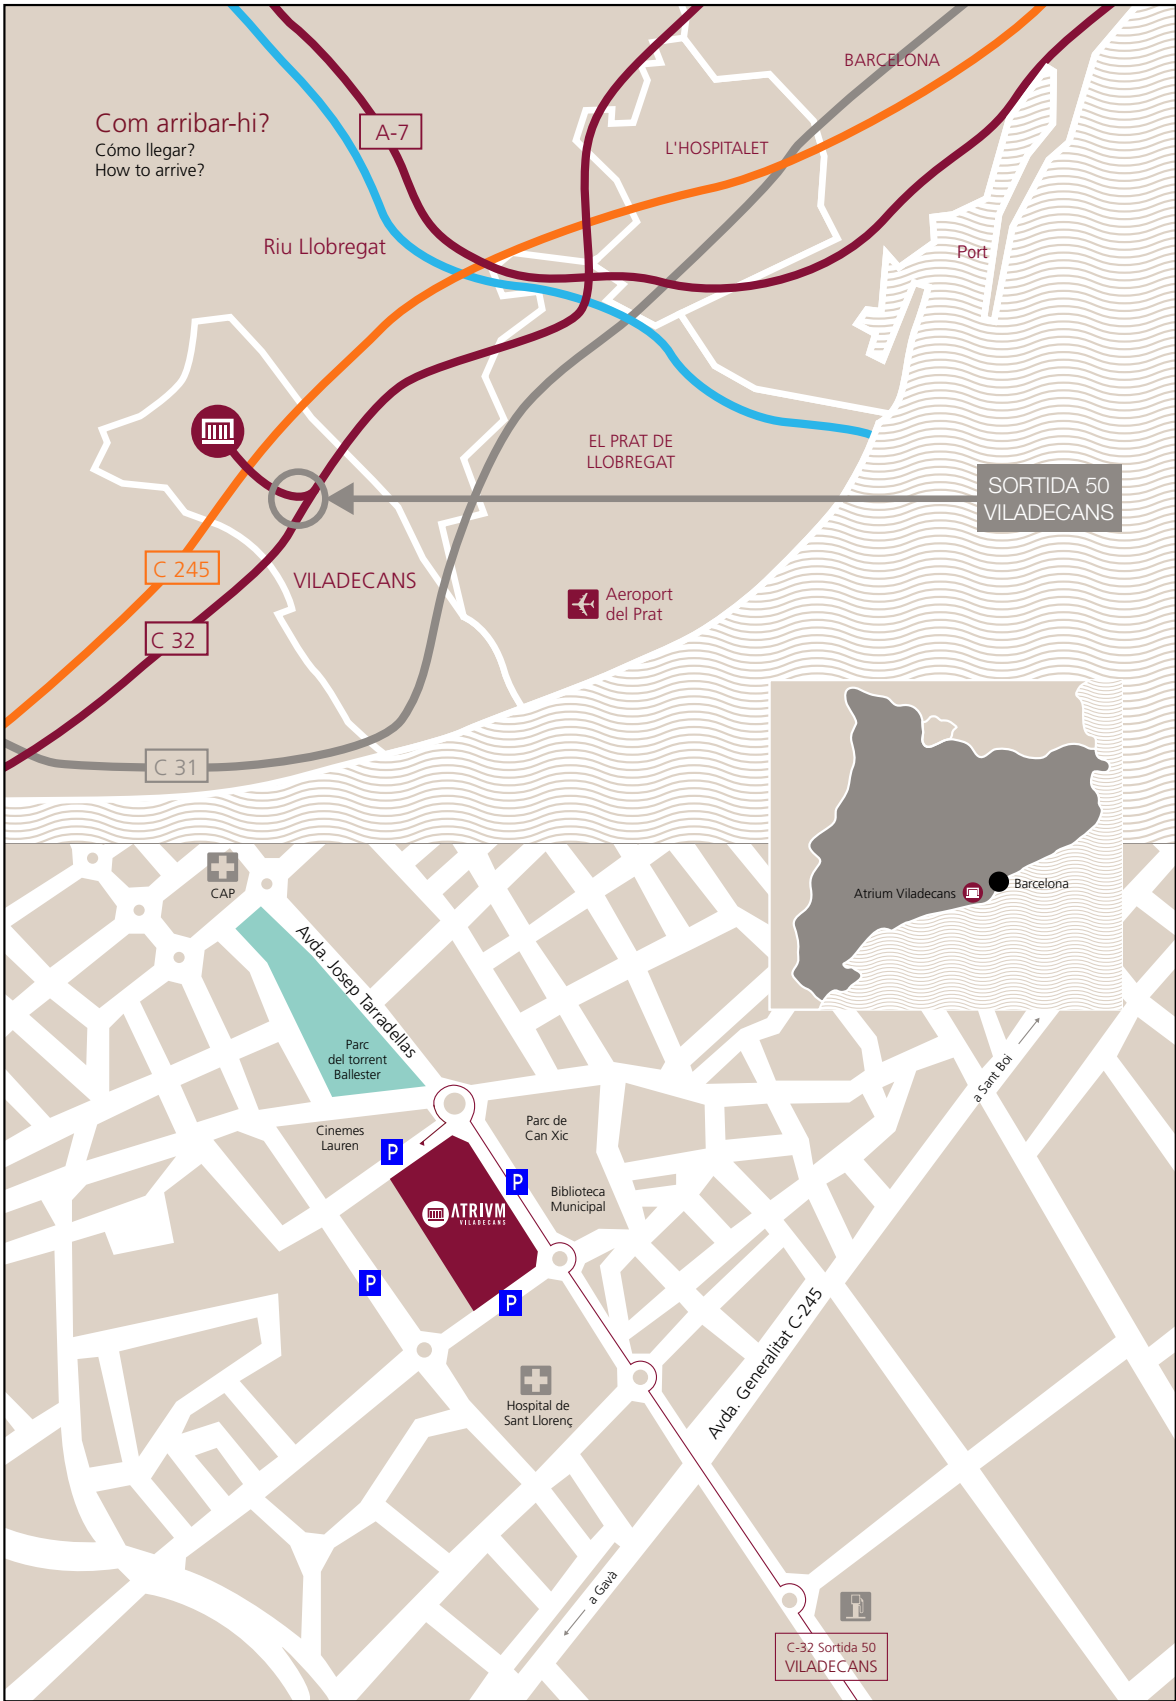 Com arribar-hi?
Cómo llegar?
How to arrive?
A-7
BARCELONA
L'HOSPITALET
Riu Llobregat
Port
EL PRAT DE
LLOBREGAT
SORTIDA 50
VILADECANS
C 245
VILADECANS
Aeroport
del Prat
C 32
C 31
Atrium Viladecans
Barcelona
CAP
Avda. Josep Tarradellas
Parc
del torrent
Ballester
a Sant Boi
Cinemes
Lauren
P
Parc de
Can Xic
P
Biblioteca
Municipal
ATRIVM
VILADECANS
P
P
Avda. Generalitat C-245
Hospital de
Sant Llorenç
a Gavà
C-32 Sortida 50
VILADECANS